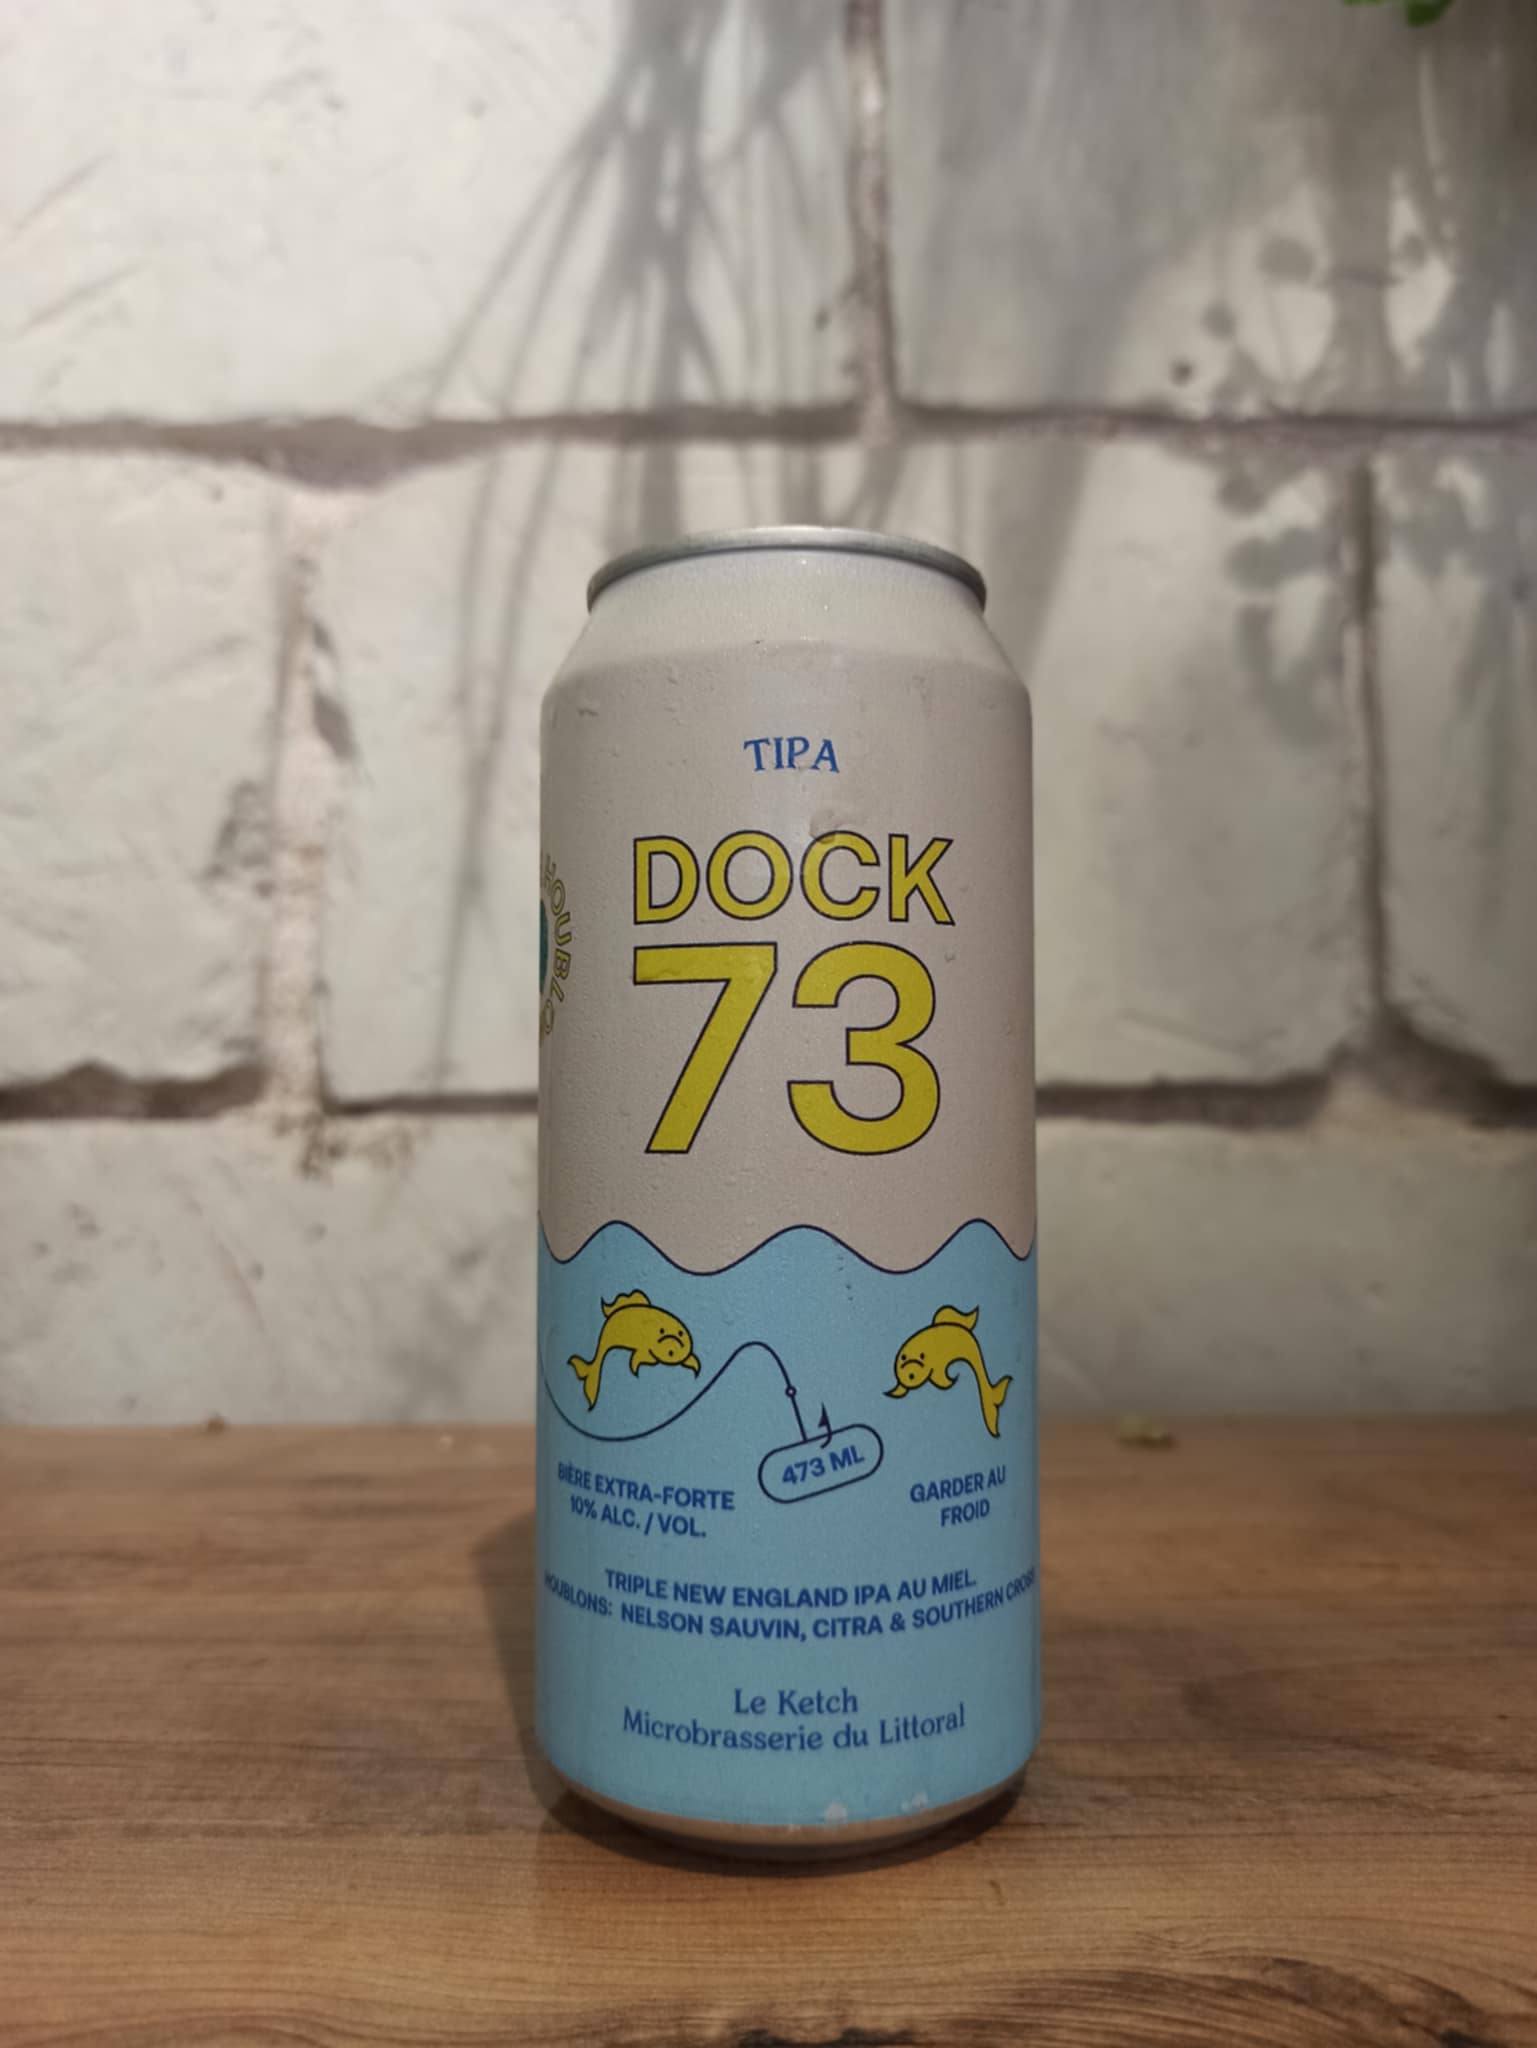 TIPA
DOCK
73
HOUBLO
473 ML
BIÈRE EXTRA-FORTE
10% ALC. / VOL.
GARDER AU
FROID
TRIPLE NEW ENGLAND IPA AU MIEL.
HOUBLONS: NELSON SAUVIN, CITRA & SOUTHERN CROSS
Le Ketch
Microbrasserie du Littoral